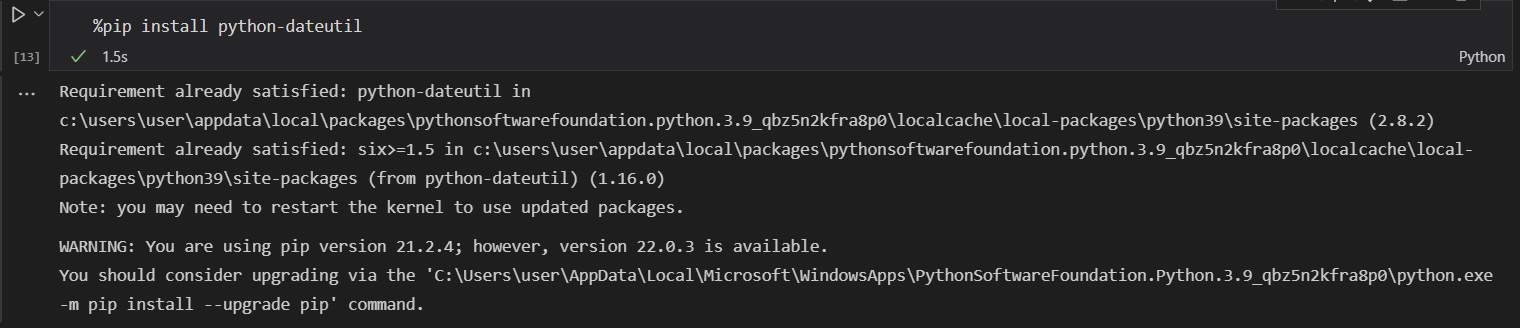 %pip install python-dateutil
[13]
1.5s
Python
...
Requirement already satisfied: python-dateutil in
c:\users\user\appdata\local\packages\pythonsoftwarefoundation.python.3.9_qbz5n2kfra8p0\localcache\local-packages\python39\site-packages (2.8.2)
Requirement already satisfied: six>=1.5 in c:\users\user\appdata\local\packages\pythonsoftwarefoundation.python.3.9_qbz5n2kfra8p0\localcache\local-
packages\python39\site-packages (from python-dateutil) (1.16.0)
Note: you may need to restart the kernel to use updated packages.
WARNING: You are using pip version 21.2.4; however, version 22.0.3 is available.
You should consider upgrading via the 'C:\Users\user\AppData\Local\Microsoft\WindowsApps\PythonSoftwareFoundation.Python.3.9_qbz5n2kfra8p0\python.exe
-m pip install --upgrade pip' command.